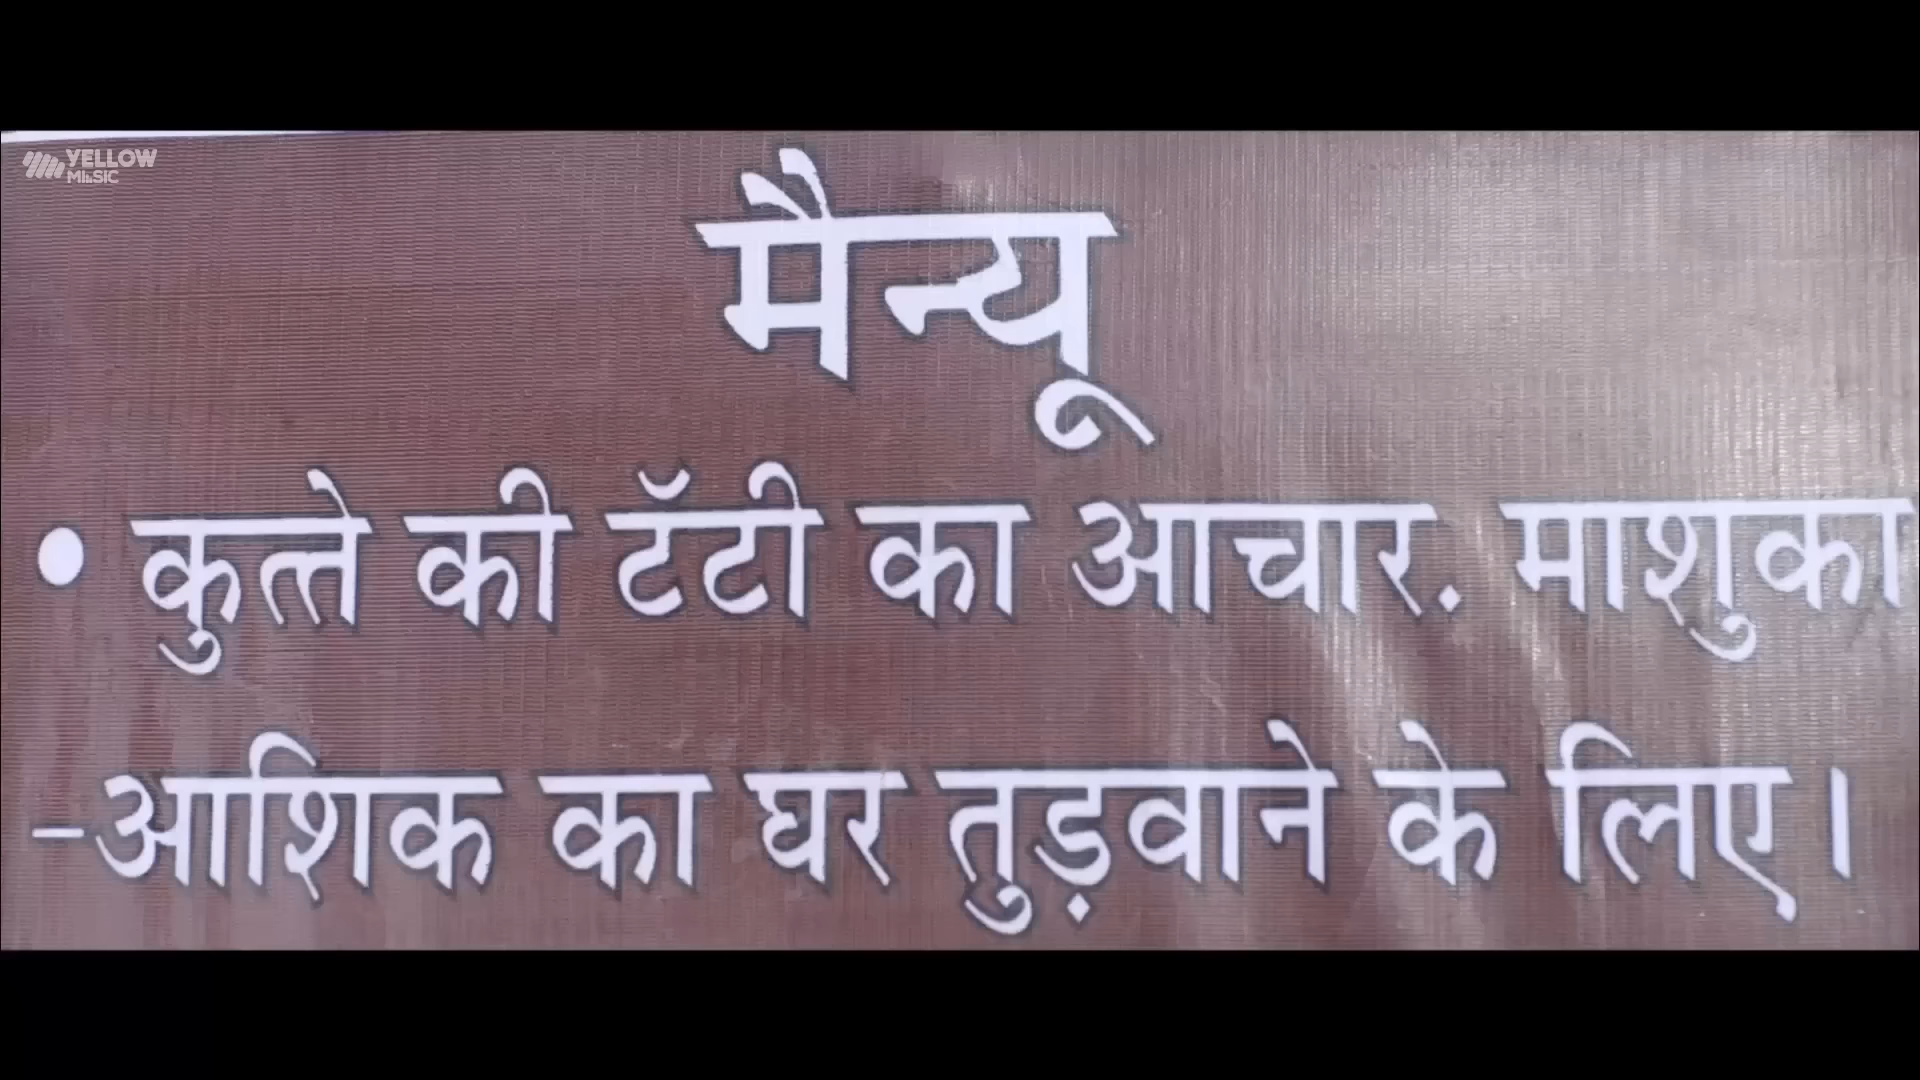 YELLOW
MUSIC
मैन्यू
• कुत्ते की टॅटी का आचार. माशुका
–आशिक का घर तुड़वाने के लिए।